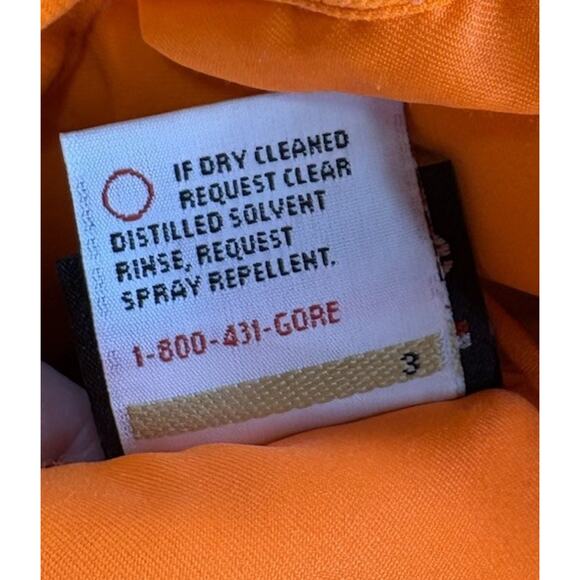 IF DRY CLEANED
REQUEST CLEAR
DISTILLED SOLVENT
RINSE, REQUEST
SPRAY REPELLENT.
1-800-431-GORE
3